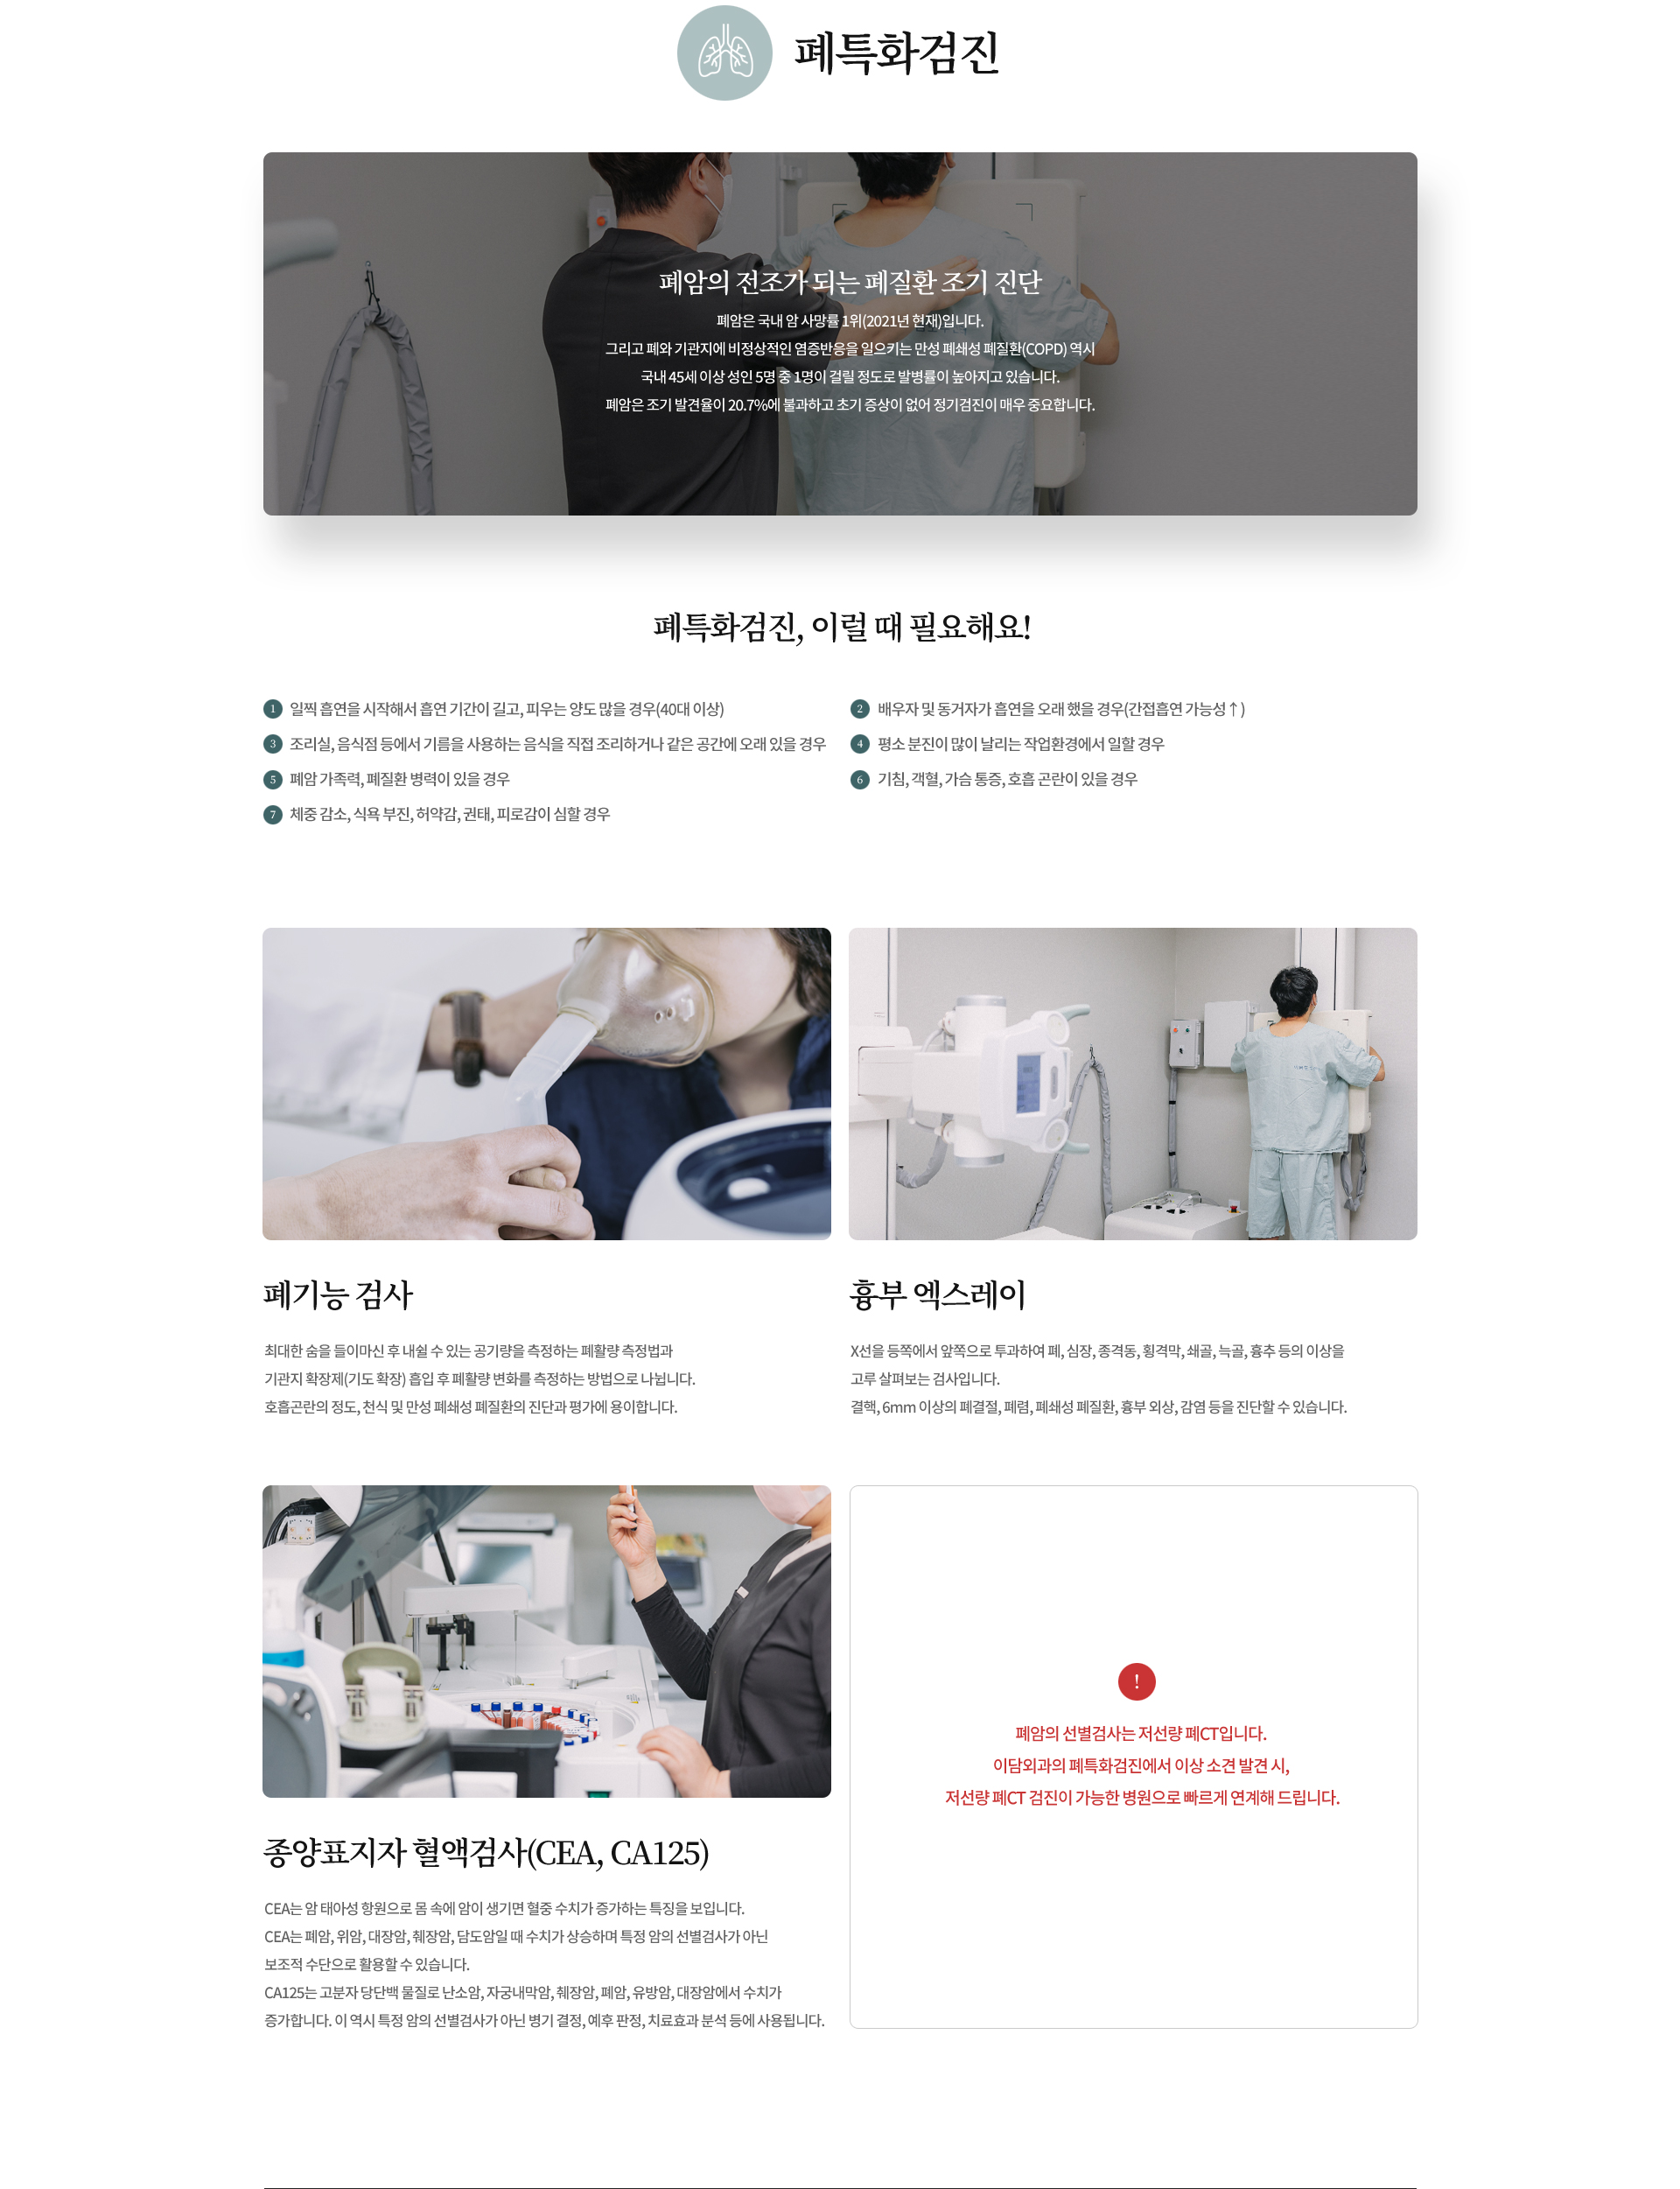 폐특화검진
폐암의 전조가 되는 폐질환 조기 진단
폐암은 국내 암 사망률 1위(2021년 현재)입니다.
그리고 폐와 기관지에 비정상적인 염증반응을 일으키는 만성 폐쇄성 폐질환(COPD) 역시
국내 45세 이상 성인 5명 중 1명이 걸릴 정도로 발병률이 높아지고 있습니다.
폐암은 조기 발견율이 20.7%에 불과하고 초기 증상이 없어 정기검진이 매우 중요합니다.
폐특화검진, 이럴 때 필요해요!
1 일찍 흡연을 시작해서 흡연 기간이 길고, 피우는 양도 많을 경우(40대 이상)
2 배우자 및 동거자가 흡연을 오래 했을 경우(간접흡연 가능성↑)
3 조리실, 음식점 등에서 기름을 사용하는 음식을 직접 조리하거나 같은 공간에 오래 있을 경우
4 평소 분진이 많이 날리는 작업환경에서 일할 경우
5 폐암 가족력, 폐질환 병력이 있을 경우
6 기침, 객혈, 가슴 통증, 호흡 곤란이 있을 경우
7 체중 감소, 식욕 부진, 허약감, 권태, 피로감이 심할 경우
폐기능 검사
최대한 숨을 들이마신 후 내쉴 수 있는 공기량을 측정하는 폐활량 측정법과
기관지 확장제(기도 확장) 흡입 후 폐활량 변화를 측정하는 방법으로 나뉩니다.
호흡곤란의 정도, 천식 및 만성 폐쇄성 폐질환의 진단과 평가에 용이합니다.
흉부 엑스레이
X선을 등쪽에서 앞쪽으로 투과하여 폐, 심장, 종격동, 횡격막, 쇄골, 늑골, 흉추 등의 이상을
고루 살펴보는 검사입니다.
결핵, 6mm 이상의 폐결절, 폐렴, 폐쇄성 폐질환, 흉부 외상, 감염 등을 진단할 수 있습니다.
종양표지자 혈액검사(CEA, CA125)
CEA는 암 태아성 항원으로 몸 속에 암이 생기면 혈중 수치가 증가하는 특징을 보입니다.
CEA는 폐암, 위암, 대장암, 췌장암, 담도암일 때 수치가 상승하며 특정 암의 선별검사가 아닌
보조적 수단으로 활용할 수 있습니다.
CA125는 고분자 당단백 물질로 난소암, 자궁내막암, 췌장암, 폐암, 유방암, 대장암에서 수치가
증가합니다. 이 역시 특정 암의 선별검사가 아닌 병기 결정, 예후 판정, 치료효과 분석 등에 사용됩니다.
!
폐암의 선별검사는 저선량 폐CT입니다.
이담외과의 폐특화검진에서 이상 소견 발견 시,
저선량 폐CT 검진이 가능한 병원으로 빠르게 연계해 드립니다.